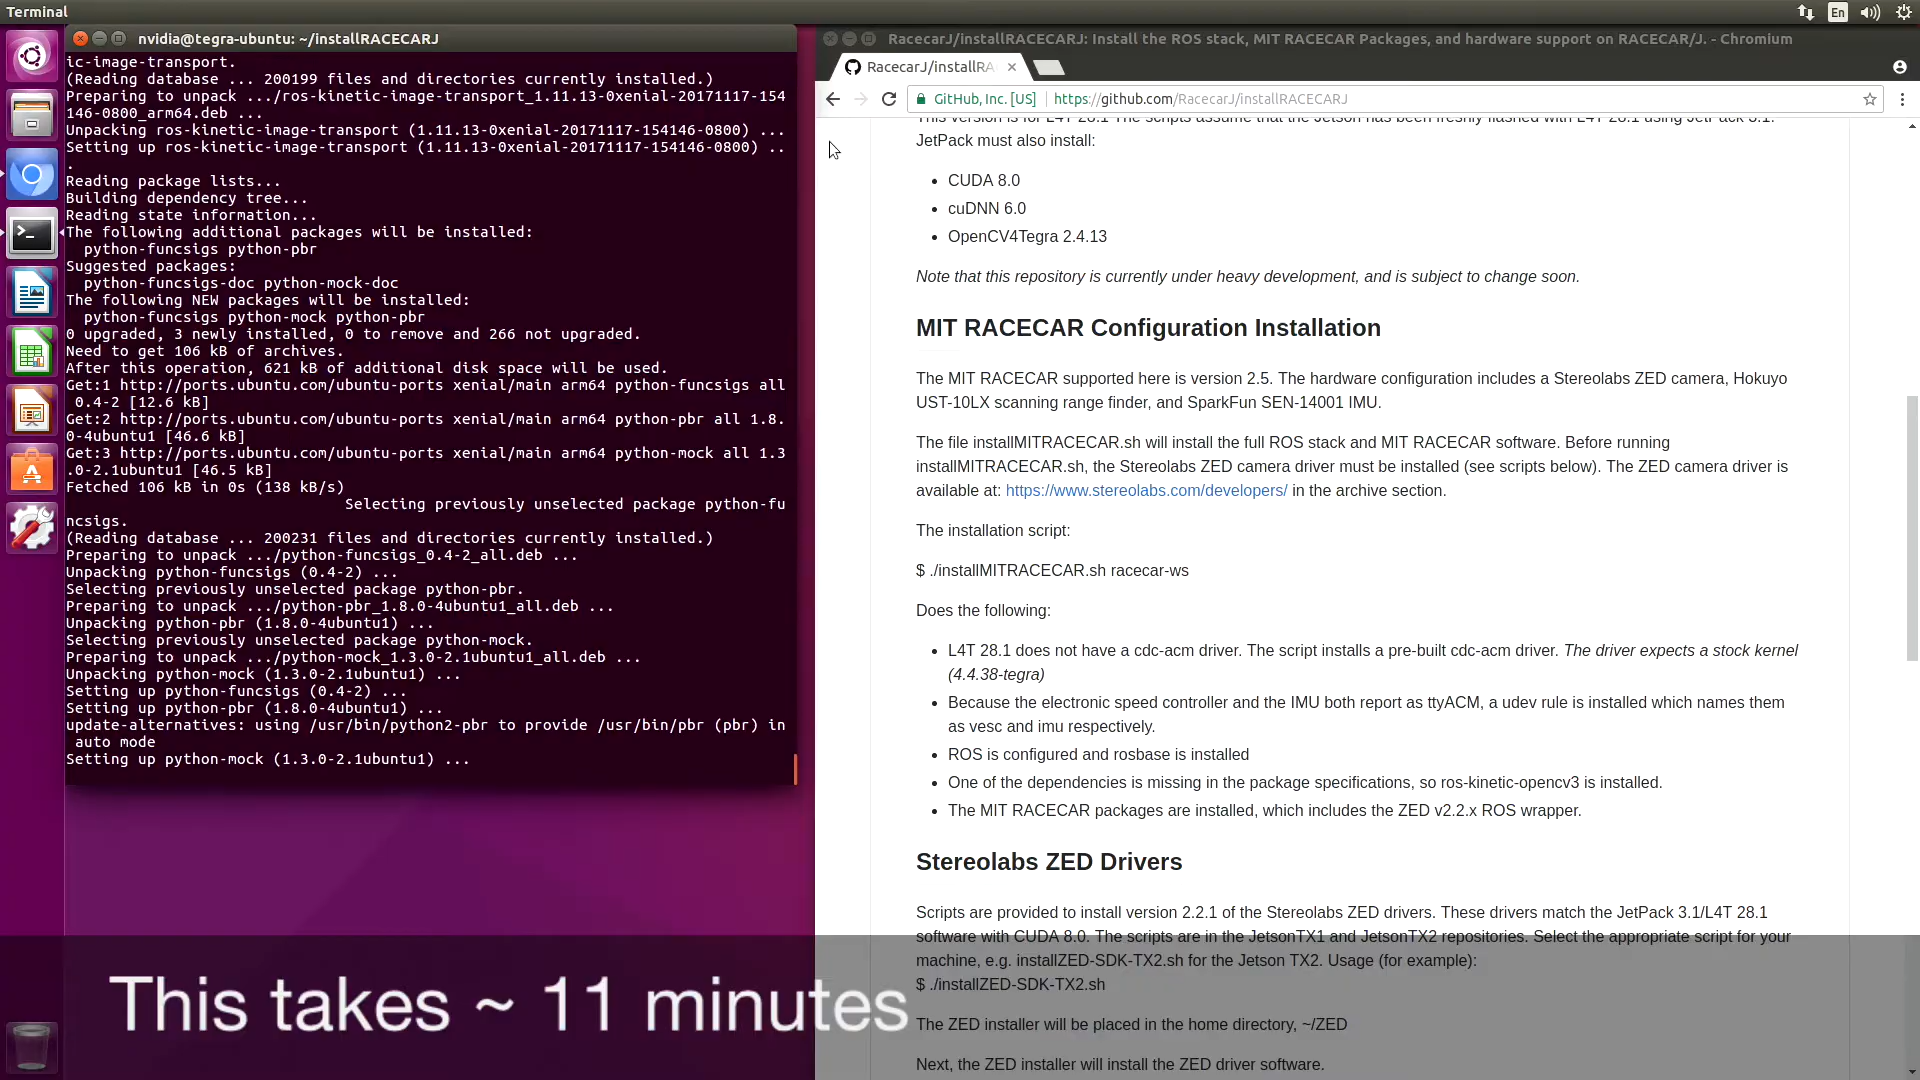 Terminal
En
nvidia@tegra-ubuntu: ~/installRACECARJ
ic-image-transport.
(Reading database ... 200199 files and directories currently installed.)
Preparing to unpack .../ros-kinetic-image-transport_1.11.13-0xenial-20171117-154
146-0800_arm64.deb ...
Unpacking ros-kinetic-image-transport (1.11.13-0xenial-20171117-154146-0800) ...
Setting up ros-kinetic-image-transport (1.11.13-0xenial-20171117-154146-0800) ..
.
Reading package lists...
Building dependency tree...
Reading state information...
The following additional packages will be installed:
python-funcsigs python-pbr
Suggested packages:
python-funcsigs-doc python-mock-doc
The following NEW packages will be installed:
python-funcsigs python-mock python-pbr
0 upgraded, 3 newly installed, 0 to remove and 266 not upgraded.
Need to get 106 kB of archives.
After this operation, 621 kB of additional disk space will be used.
Get:1 http://ports.ubuntu.com/ubuntu-ports xenial/main arm64 python-funcsigs all
0.4-2 [12.6 kB]
Get:2 http://ports.ubuntu.com/ubuntu-ports xenial/main arm64 python-pbr all 1.8.
0-4ubuntu1 [46.6 kB]
Get:3 http://ports.ubuntu.com/ubuntu-ports xenial/main arm64 python-mock all 1.3
.0-2.1ubuntu1 [46.5 kB]
Fetched 106 kB in 0s (138 kB/s)
Selecting previously unselected package python-fu
ncsigs.
(Reading database ... 200231 files and directories currently installed.)
Preparing to unpack .../python-funcsigs_0.4-2_all.deb ...
Unpacking python-funcsigs (0.4-2) ...
Selecting previously unselected package python-pbr.
Preparing to unpack .../python-pbr_1.8.0-4ubuntu1_all.deb ...
Unpacking python-pbr (1.8.0-4ubuntu1) ...
Selecting previously unselected package python-mock.
Preparing to unpack .../python-mock_1.3.0-2.1ubuntu1_all.deb ...
Unpacking python-mock (1.3.0-2.1ubuntu1) ...
Setting up python-funcsigs (0.4-2) ...
Setting up python-pbr (1.8.0-4ubuntu1) ...
update-alternatives: using /usr/bin/python2-pbr to provide /usr/bin/pbr (pbr) in
auto mode
Setting up python-mock (1.3.0-2.1ubuntu1) ...
RacecarJ/installRACECARJ: Install the ROS stack, MIT RACECAR Packages, and hardware support on RACECAR/J. - Chromium
RacecarJ/installRA
GitHub, Inc. [US] https://github.com/RacecarJ/installRACECARJ
This version is for L4T 28.1 The scripts assume that the Jetson has been freshly flashed with L4T 28.1 using JetPack 3.1.
JetPack must also install:
• CUDA 8.0
• cuDNN 6.0
• OpenCV4Tegra 2.4.13
Note that this repository is currently under heavy development, and is subject to change soon.
MIT RACECAR Configuration Installation
The MIT RACECAR supported here is version 2.5. The hardware configuration includes a Stereolabs ZED camera, Hokuyo
UST-10LX scanning range finder, and SparkFun SEN-14001 IMU.
The file installMITRACECAR.sh will install the full ROS stack and MIT RACECAR software. Before running
installMITRACECAR.sh, the Stereolabs ZED camera driver must be installed (see scripts below). The ZED camera driver is
available at: https://www.stereolabs.com/developers/ in the archive section.
The installation script:
$ ./installMITRACECAR.sh racecar-ws
Does the following:
• L4T 28.1 does not have a cdc-acm driver. The script installs a pre-built cdc-acm driver. The driver expects a stock kernel
(4.4.38-tegra)
• Because the electronic speed controller and the IMU both report as ttyACM, a udev rule is installed which names them
as vesc and imu respectively.
• ROS is configured and rosbase is installed
• One of the dependencies is missing in the package specifications, so ros-kinetic-opencv3 is installed.
• The MIT RACECAR packages are installed, which includes the ZED v2.2.x ROS wrapper.
Stereolabs ZED Drivers
Scripts are provided to install version 2.2.1 of the Stereolabs ZED drivers. These drivers match the JetPack 3.1/L4T 28.1
software with CUDA 8.0. The scripts are in the JetsonTX1 and JetsonTX2 repositories. Select the appropriate script for your
machine, e.g. installZED-SDK-TX2.sh for the Jetson TX2. Usage (for example):
$ ./installZED-SDK-TX2.sh
The ZED installer will be placed in the home directory, ~/ZED
Next, the ZED installer will install the ZED driver software.
This takes ~ 11 minutes